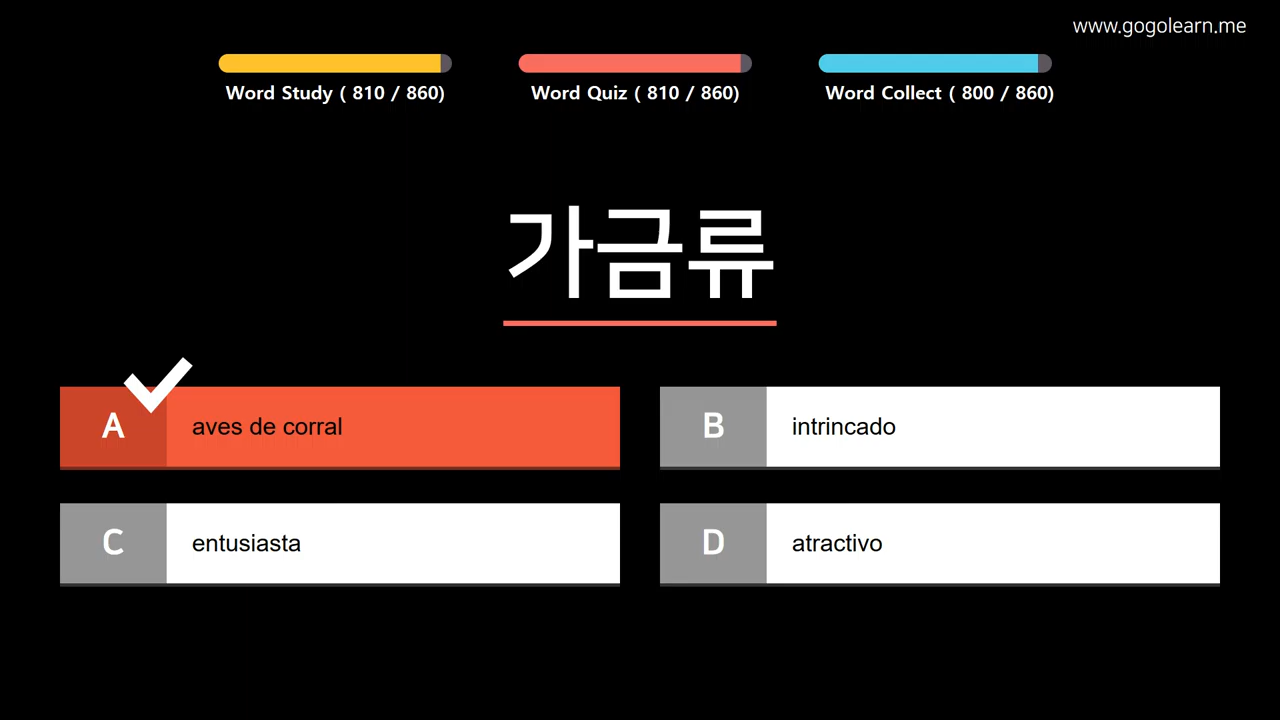 www.gogolearn.me
Word Study ( 810 / 860)
Word Quiz ( 810 / 860)
Word Collect ( 800 / 860)
가금류
A aves de corral
B intrincado
C entusiasta
D atractivo